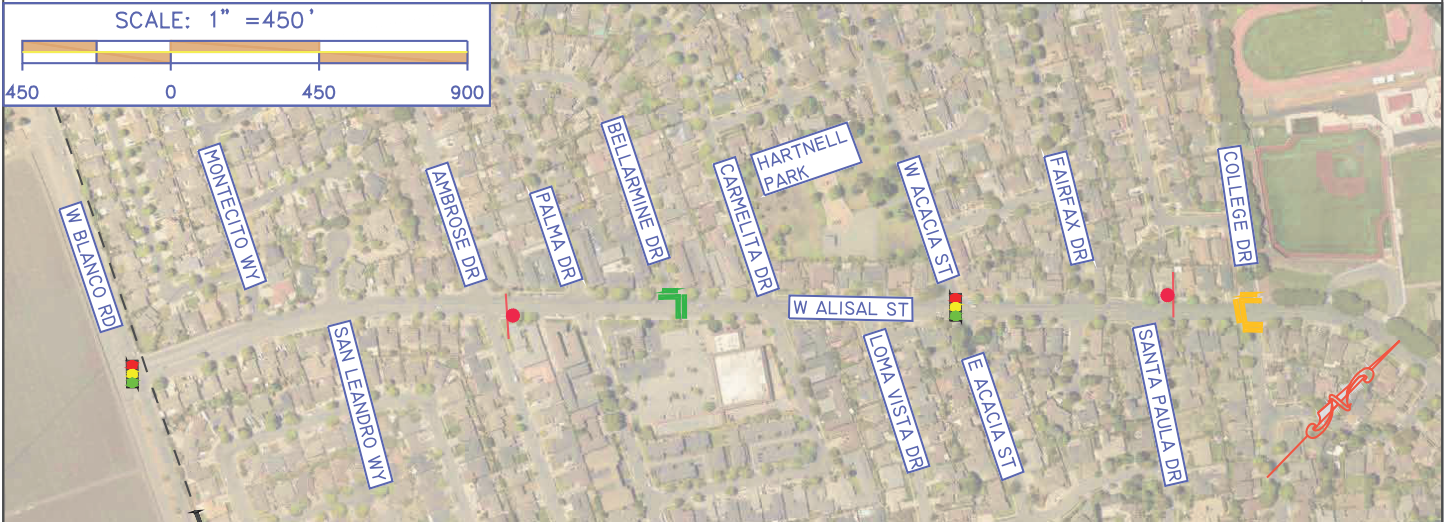 SCALE: 1" =450'
450 0 450 900
W BLANCO RD
MONTECITO WY
SAN LEANDRO WY
AMBROSE DR
PALMA DR
BELLARMINE DR
CARMELITA DR
HARTNELL
PARK
W ALISAL ST
LOMA VISTA DR
W ACACIA ST
E ACACIA ST
FAIRFAX DR
SANTA PAULA DR
COLLEGE DR
N